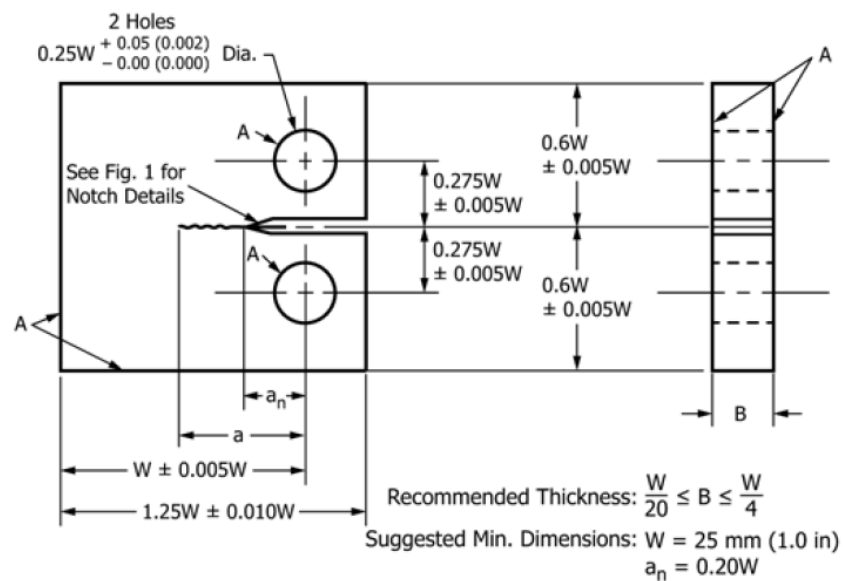 2 Holes
0.25W + 0.05 (0.002) Dia.
− 0.00 (0.000)
A
A
See Fig. 1 for
Notch Details
0.6W
± 0.005W
0.275W
± 0.005W
A
0.275W
± 0.005W
0.6W
± 0.005W
A
aₙ
a
B
W ± 0.005W
1.25W ± 0.010W
Recommended Thickness: W/20 ≤ B ≤ W/4
Suggested Min. Dimensions: W = 25 mm (1.0 in)
aₙ = 0.20W